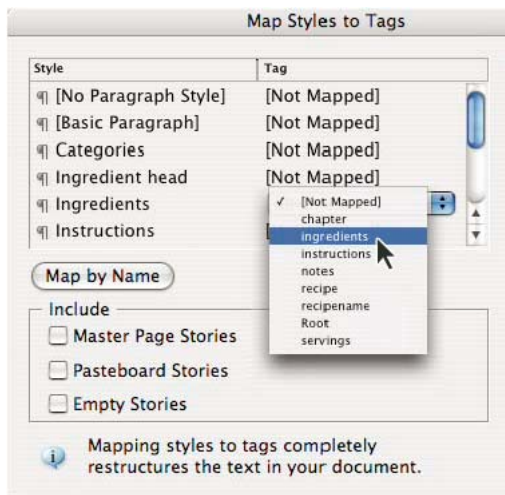 Map Styles to Tags
Style Tag
¶ [No Paragraph Style] [Not Mapped]
¶ [Basic Paragraph] [Not Mapped]
¶ Categories [Not Mapped]
¶ Ingredient head [Not Mapped]
¶ Ingredients
¶ Instructions
✓ [Not Mapped]
chapter
ingredients
instructions
notes
recipe
recipename
Root
servings
Map by Name
Include
Master Page Stories
Pasteboard Stories
Empty Stories
Mapping styles to tags completely
restructures the text in your document.